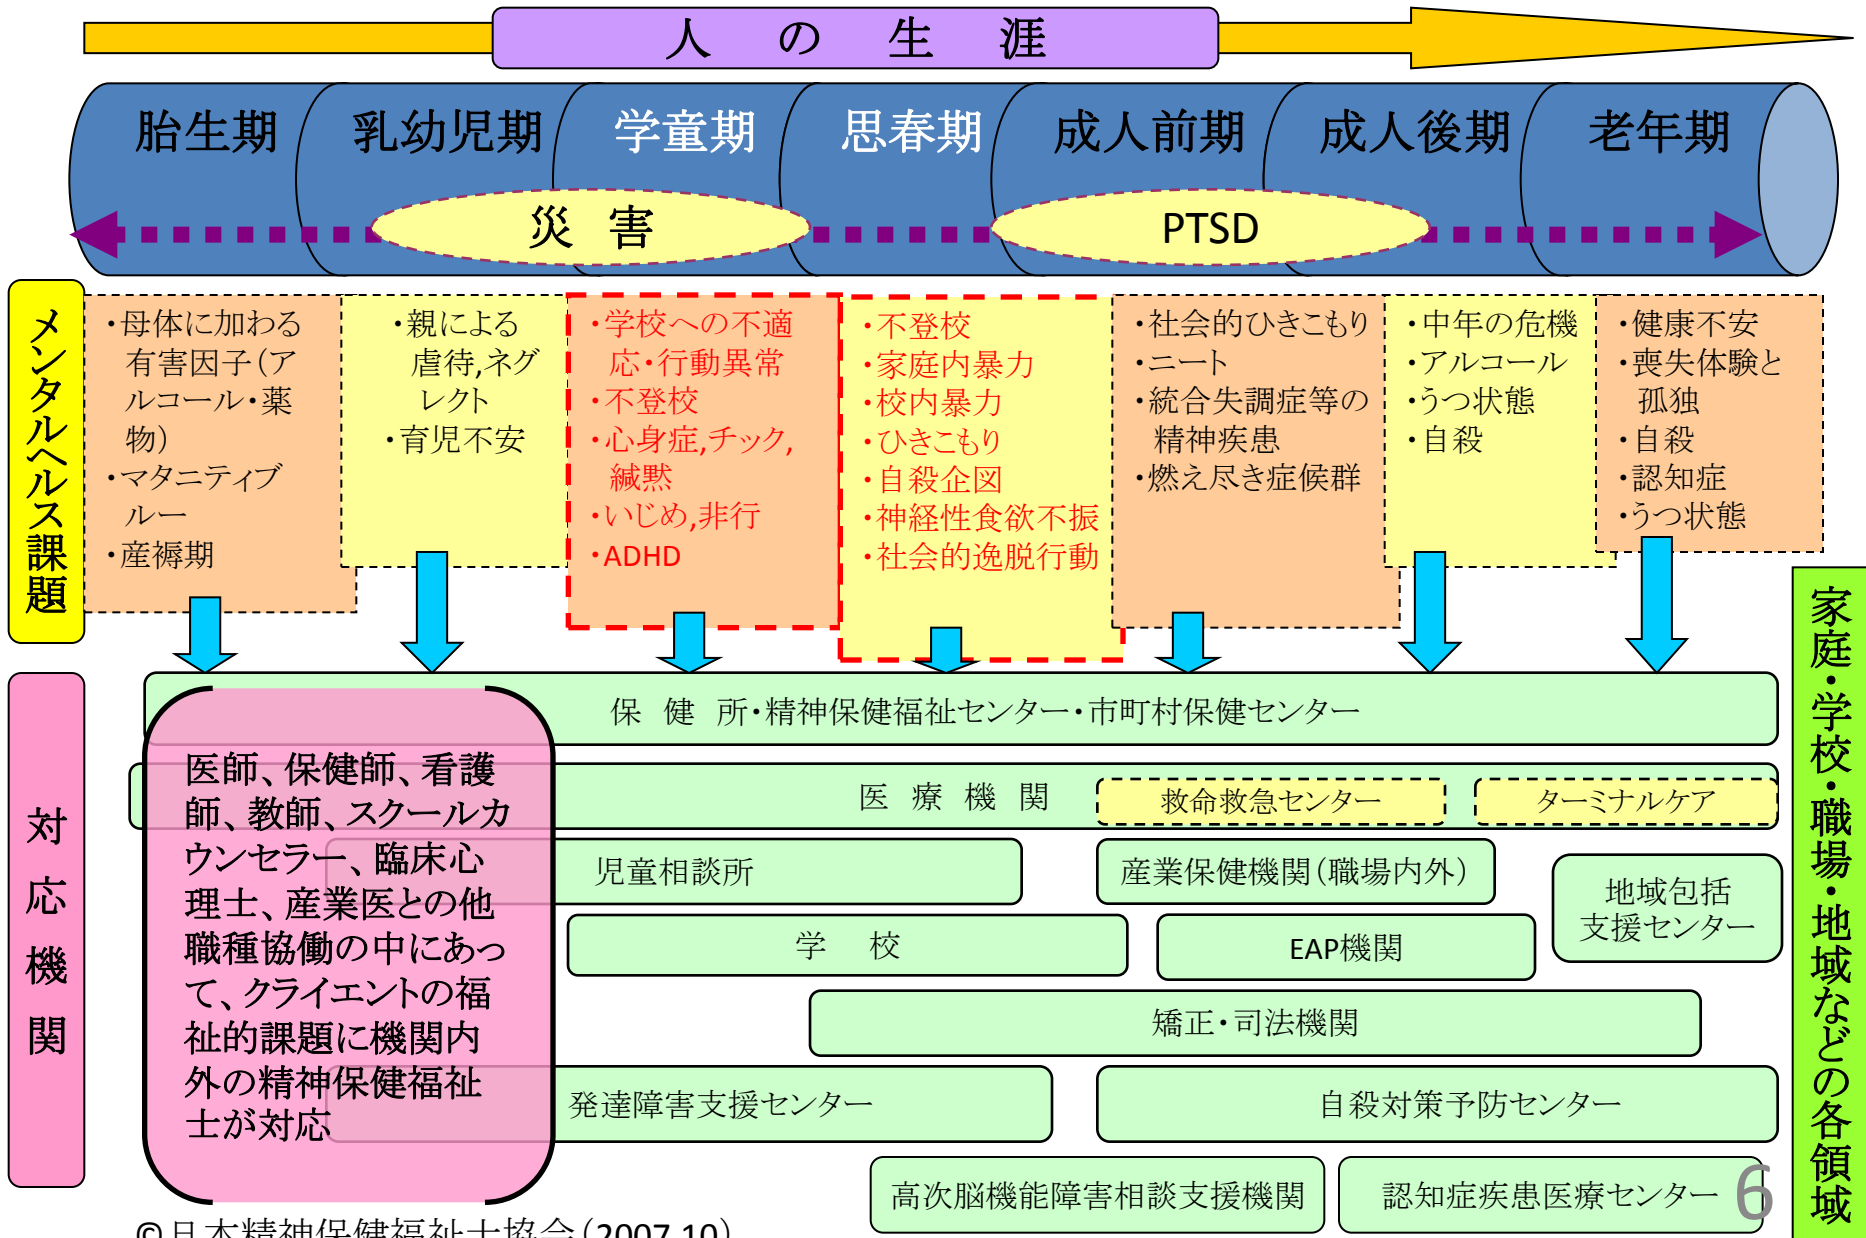 人の生涯
胎生期
乳幼児期
学童期
思春期
成人前期
成人後期
老年期
災害
PTSD
メンタルヘルス課題
・母体に加わる
有害因子(ア
ルコール・薬
物)
・マタニティブ
ルー
・産褥期
・親による
虐待,ネグ
レクト
・育児不安
・学校への不適
応・行動異常
・不登校
・心身症,チック,
緘黙
・いじめ,非行
・ADHD
・不登校
・家庭内暴力
・校内暴力
・ひきこもり
・自殺企図
・神経性食欲不振
・社会的逸脱行動
・社会的ひきこもり
・ニート
・統合失調症等の
精神疾患
・燃え尽き症候群
・中年の危機
・アルコール
・うつ状態
・自殺
・健康不安
・喪失体験と
孤独
・自殺
・認知症
・うつ状態
対応機関
保健所・精神保健福祉センター・市町村保健センター
医師、保健師、看護
師、教師、スクールカ
ウンセラー、臨床心
理士、産業医との他
職種協働の中にあっ
て、クライエントの福
祉的課題に機関内
外の精神保健福祉
士が対応
医療機関
救命救急センター
ターミナルケア
児童相談所
産業保健機関(職場内外)
地域包括
支援センター
学校
EAP機関
矯正・司法機関
発達障害支援センター
自殺対策予防センター
高次脳機能障害相談支援機関
認知症疾患医療センター
家庭・学校・職場・地域などの各領域
6
©日本精神保健福祉士協会(2007.10)